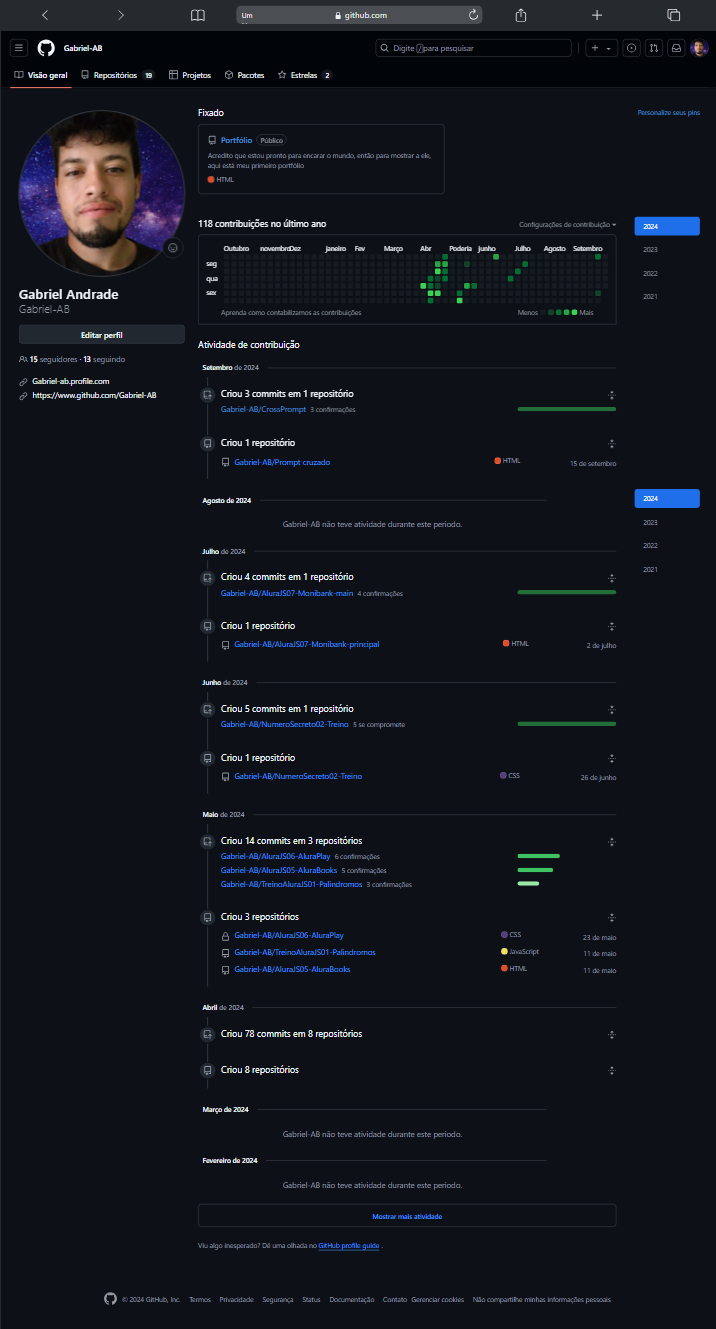 Um
github.com
Gabriel-AB
Digite / para pesquisar
Visão geral
Repositórios 19
Projetos
Pacotes
Estrelas 2
Fixado
Personalize seus pins
Portfólio Público
Acredito que estou pronto para encarar o mundo, então para mostrar a ele,
aqui está meu primeiro portfólio
HTML
118 contribuições no último ano
Configurações de contribuição
2024
2023
2022
2021
Outubro novembroDez janeiro Fev Março Abr Poderia junho Julho Agosto Setembro
seg
qua
sex
Aprenda como contabilizamos as contribuições
Menos Mais
Gabriel Andrade
Gabriel-AB
Editar perfil
15 seguidores · 13 seguindo
Gabriel-ab.profile.com
https://www.github.com/Gabriel-AB
Atividade de contribuição
Setembro de 2024
Criou 3 commits em 1 repositório
Gabriel-AB/CrossPrompt 3 confirmações
Criou 1 repositório
Gabriel-AB/Prompt cruzado HTML 15 de setembro
Agosto de 2024
Gabriel-AB não teve atividade durante este periodo.
2024
2023
2022
2021
Julho de 2024
Criou 4 commits em 1 repositório
Gabriel-AB/AluraJS07-Monibank-main 4 confirmações
Criou 1 repositório
Gabriel-AB/AluraJS07-Monibank-principal HTML 2 de julho
Junho de 2024
Criou 5 commits em 1 repositório
Gabriel-AB/NumeroSecreto02-Treino 5 se compromete
Criou 1 repositório
Gabriel-AB/NumeroSecreto02-Treino CSS 26 de junho
Maio de 2024
Criou 14 commits em 3 repositórios
Gabriel-AB/AluraJS06-AluraPlay 6 confirmações
Gabriel-AB/AluraJS05-AluraBooks 5 confirmações
Gabriel-AB/TreinoAluraJS01-Palindromos 3 confirmações
Criou 3 repositórios
Gabriel-AB/AluraJS06-AluraPlay CSS 23 de maio
Gabriel-AB/TreinoAluraJS01-Palindromos JavaScript 11 de maio
Gabriel-AB/AluraJS05-AluraBooks HTML 11 de maio
Abril de 2024
Criou 78 commits em 8 repositórios
Criou 8 repositórios
Março de 2024
Gabriel-AB não teve atividade durante este periodo.
Fevereiro de 2024
Gabriel-AB não teve atividade durante este periodo.
Mostrar mais atividade
Viu algo inesperado? Dê uma olhada no GitHub profile guide .
© 2024 GitHub, Inc. Termos Privacidade Segurança Status Documentação Contato Gerenciar cookies Não compartilhe minhas informações pessoais